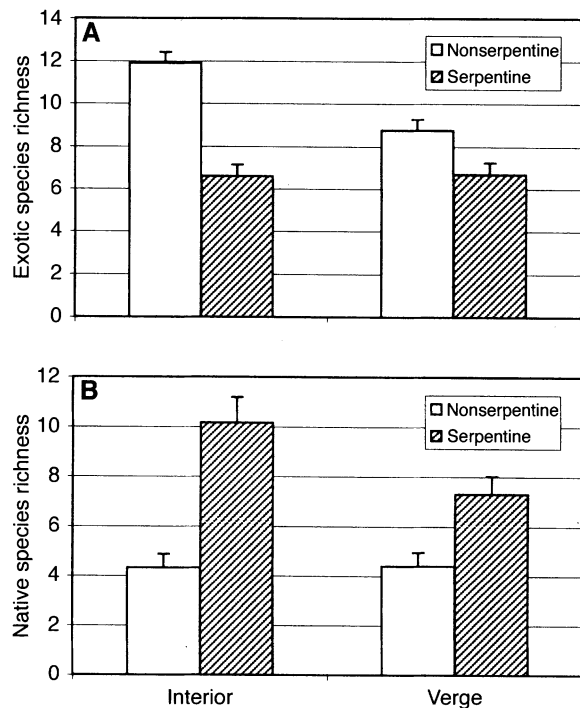 A
14
12
10
8
6
4
2
0
Exotic species richness
Nonserpentine
Serpentine
B
12
10
8
6
4
2
0
Native species richness
Nonserpentine
Serpentine
Interior
Verge